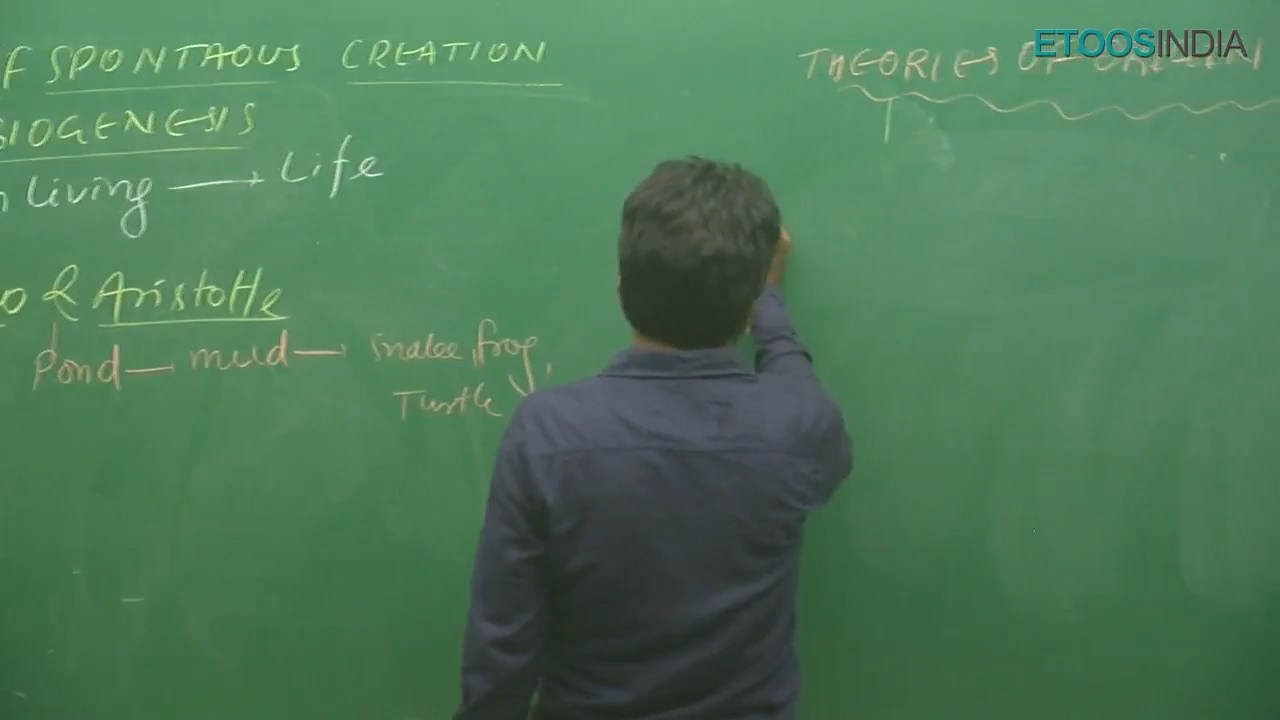 F SPONTAOUS CREATION
BIOGENESIS
n Living → Life
o & Aristotle
Pond — mud → snake, frog,
Turtle
THEORIES OF
ETOOSINDIA